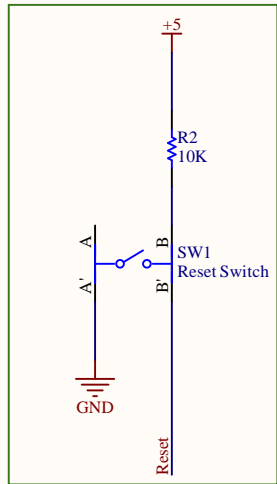 +5
R2
10K
A
B
SW1
Reset Switch
A'
B'
GND
Reset